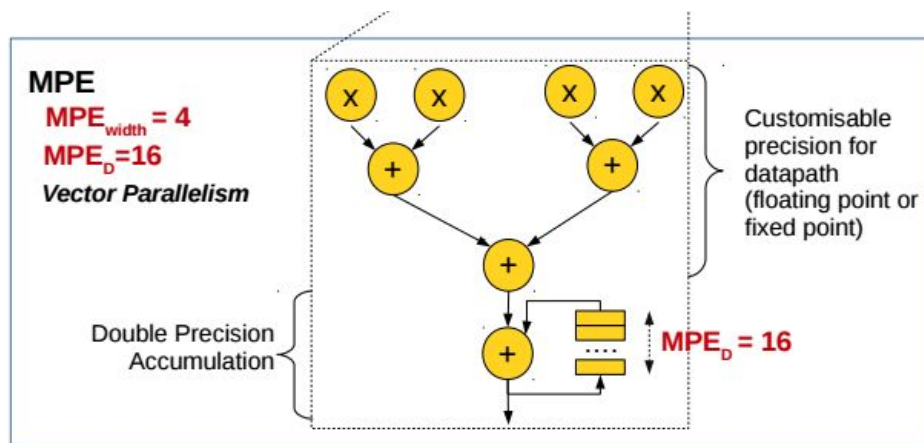 MPE
MPEwidth = 4
MPED=16
Vector Parallelism
x x x x
+ +
+
+
Customisable
precision for
datapath
(floating point or
fixed point)
Double Precision
Accumulation
....
MPED = 16